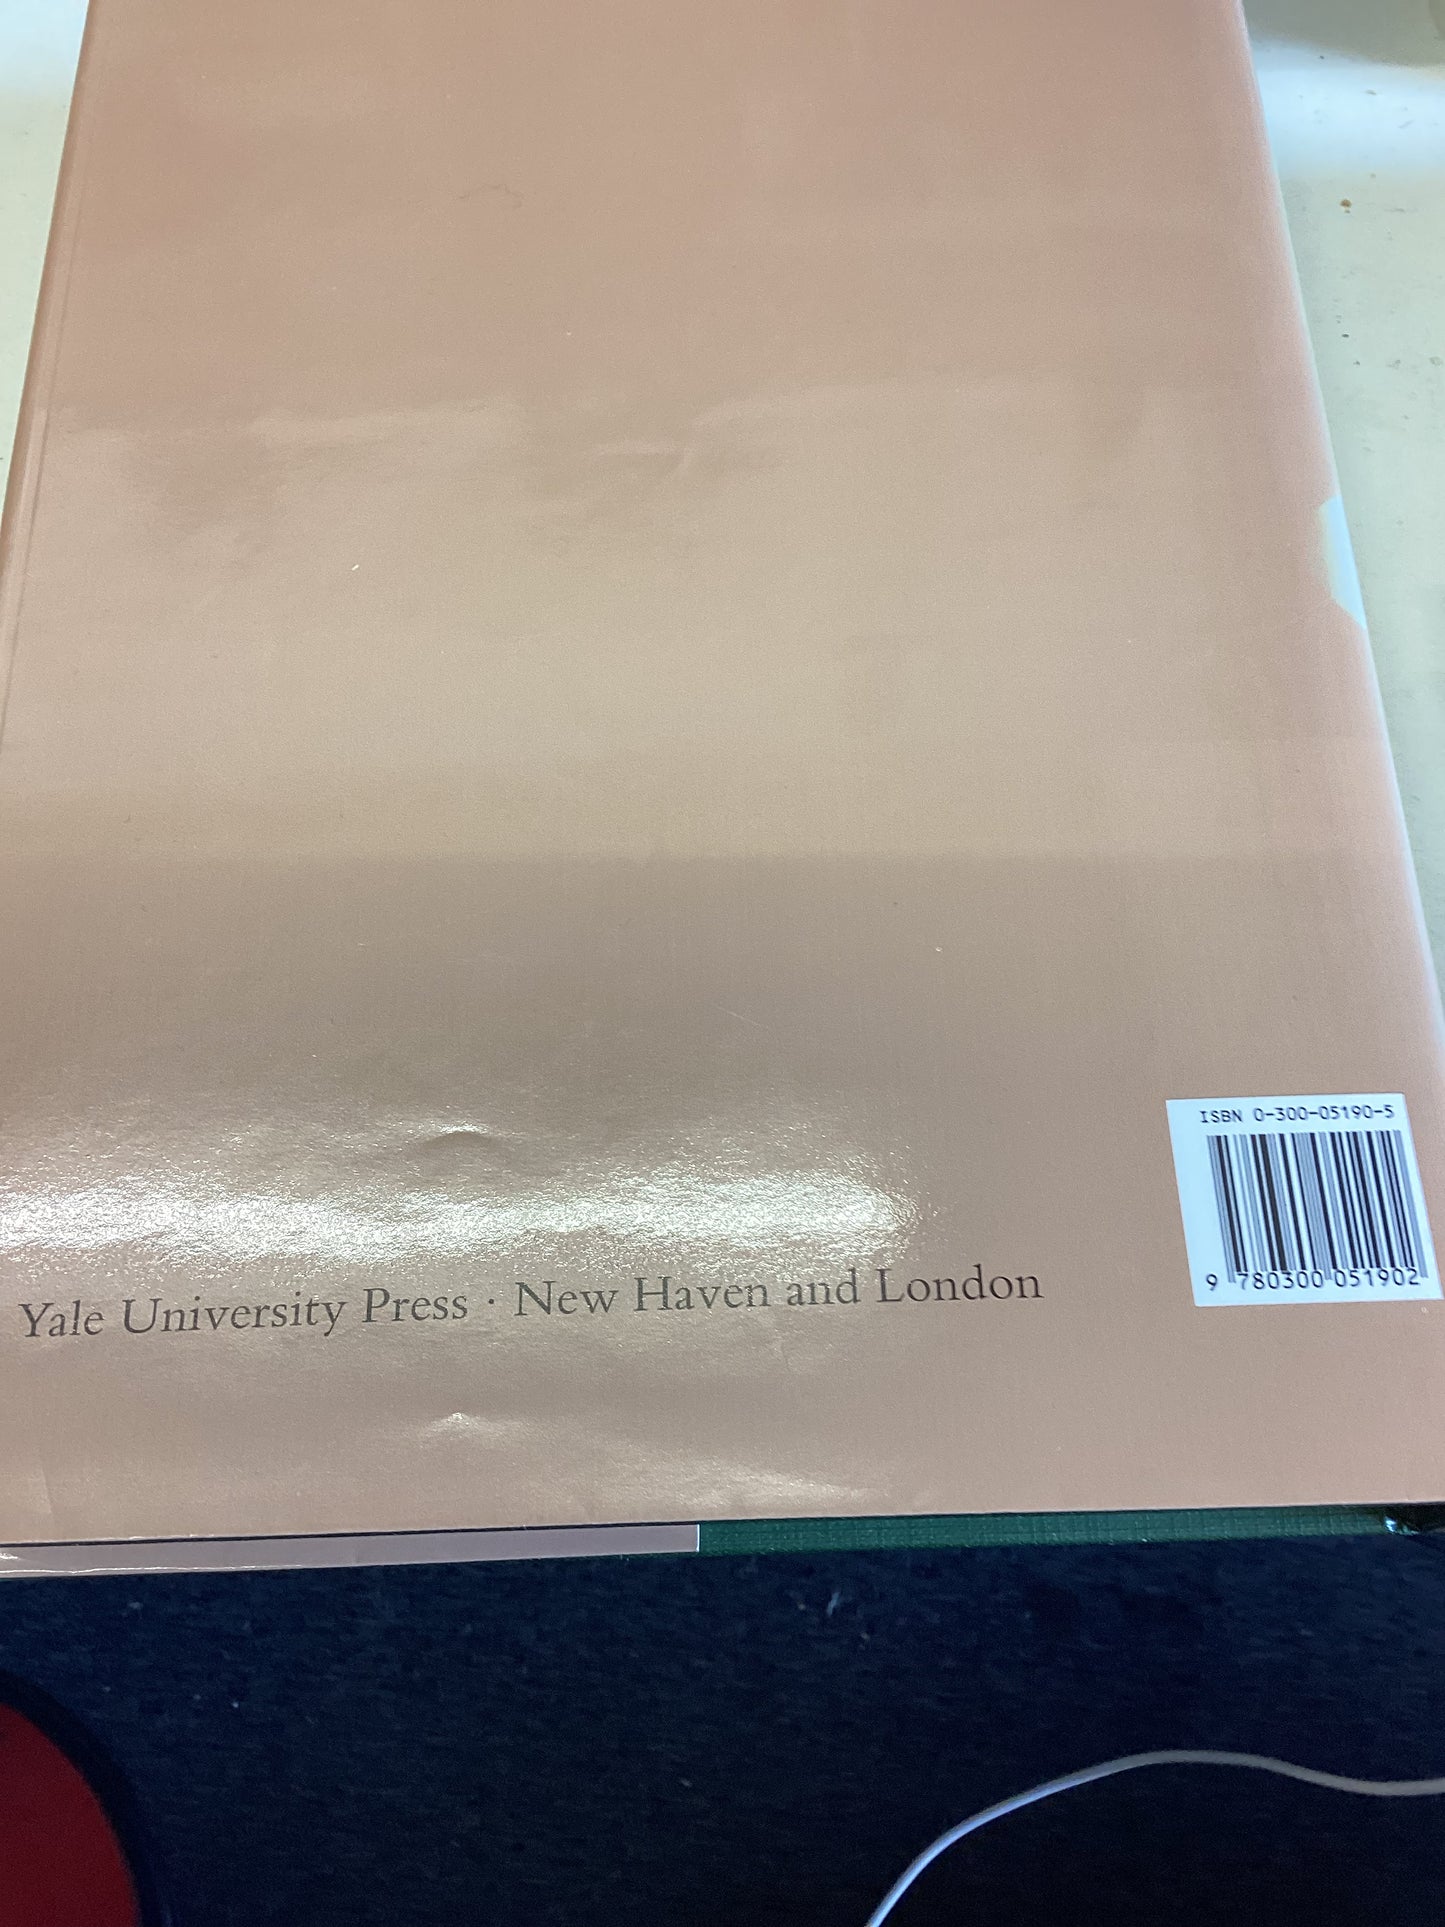 ISBN 0-300-05190-5
9 780300 051902
Yale University Press · New Haven and London